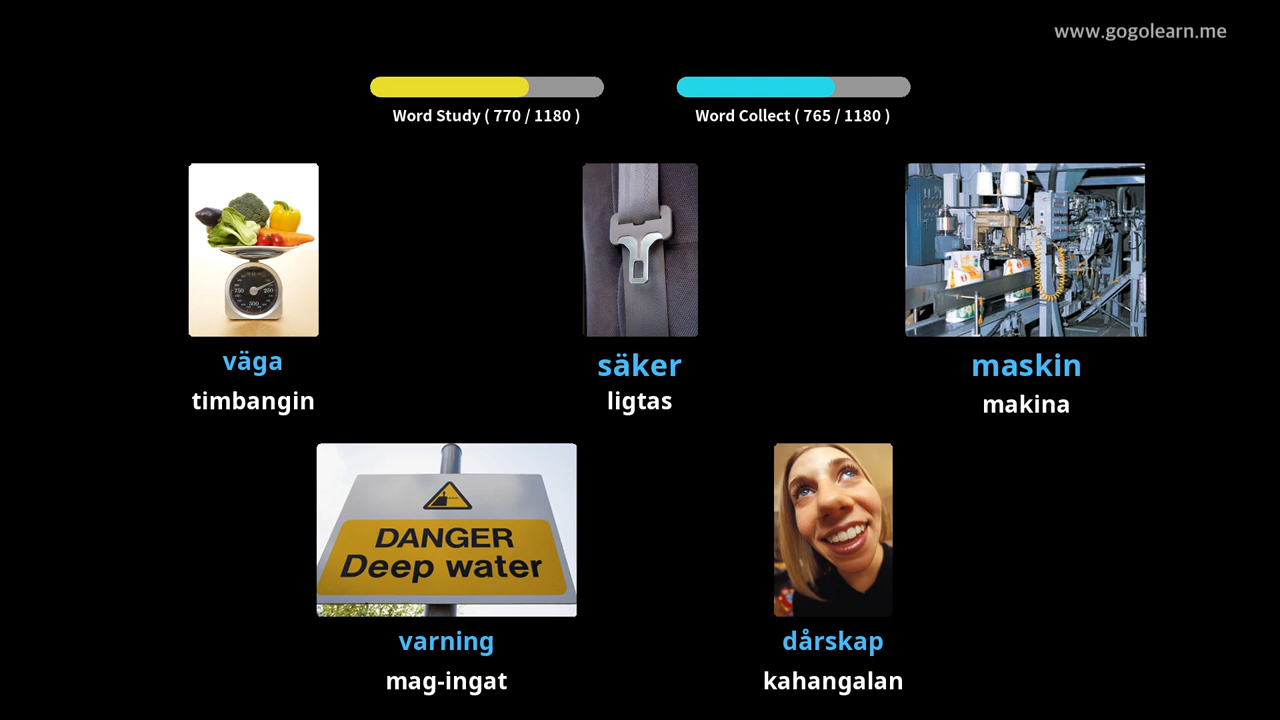 www.gogolearn.me
Word Study ( 770 / 1180 )
Word Collect ( 765 / 1180 )
väga
timbangin
säker
ligtas
maskin
makina
DANGER
Deep water
varning
mag-ingat
dårskap
kahangalan